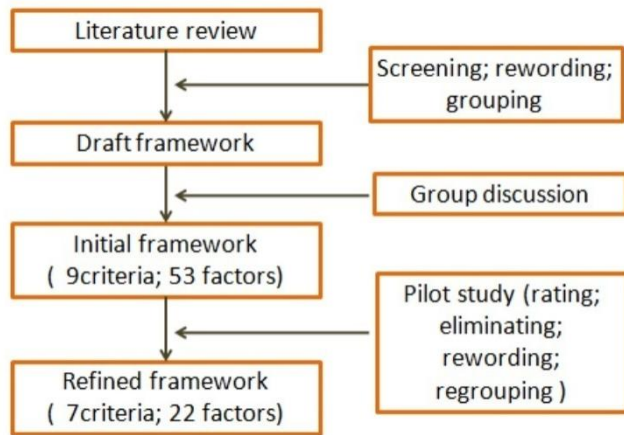 Literature review
Screening; rewording;
grouping
Draft framework
Group discussion
Initial framework
( 9criteria; 53 factors)
Pilot study (rating;
eliminating;
rewording;
regrouping )
Refined framework
( 7criteria; 22 factors)